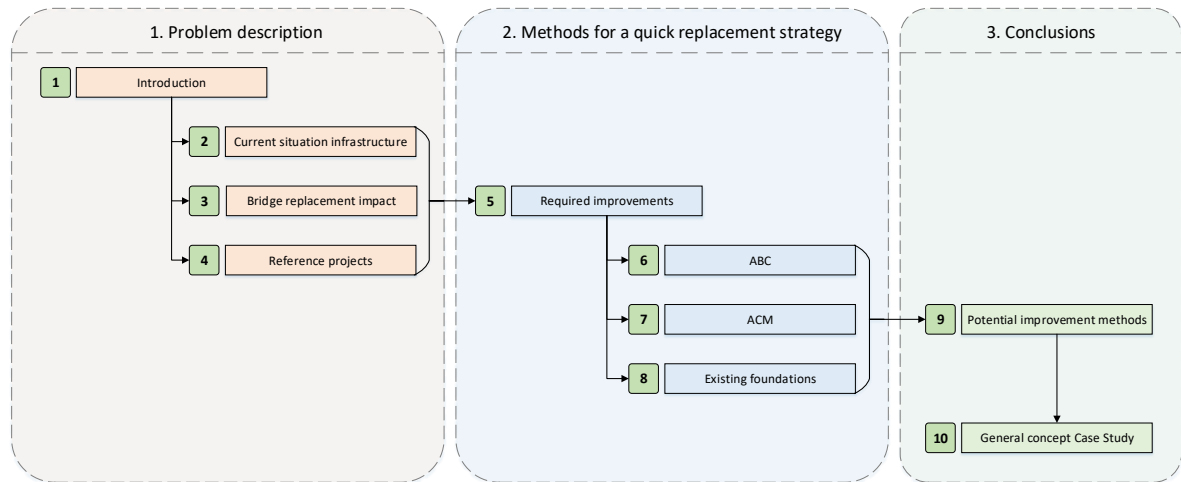 1. Problem description
1
Introduction
2
Current situation infrastructure
3
Bridge replacement impact
4
Reference projects
2. Methods for a quick replacement strategy
5
Required improvements
6
ABC
7
ACM
8
Existing foundations
3. Conclusions
9
Potential improvement methods
10
General concept Case Study